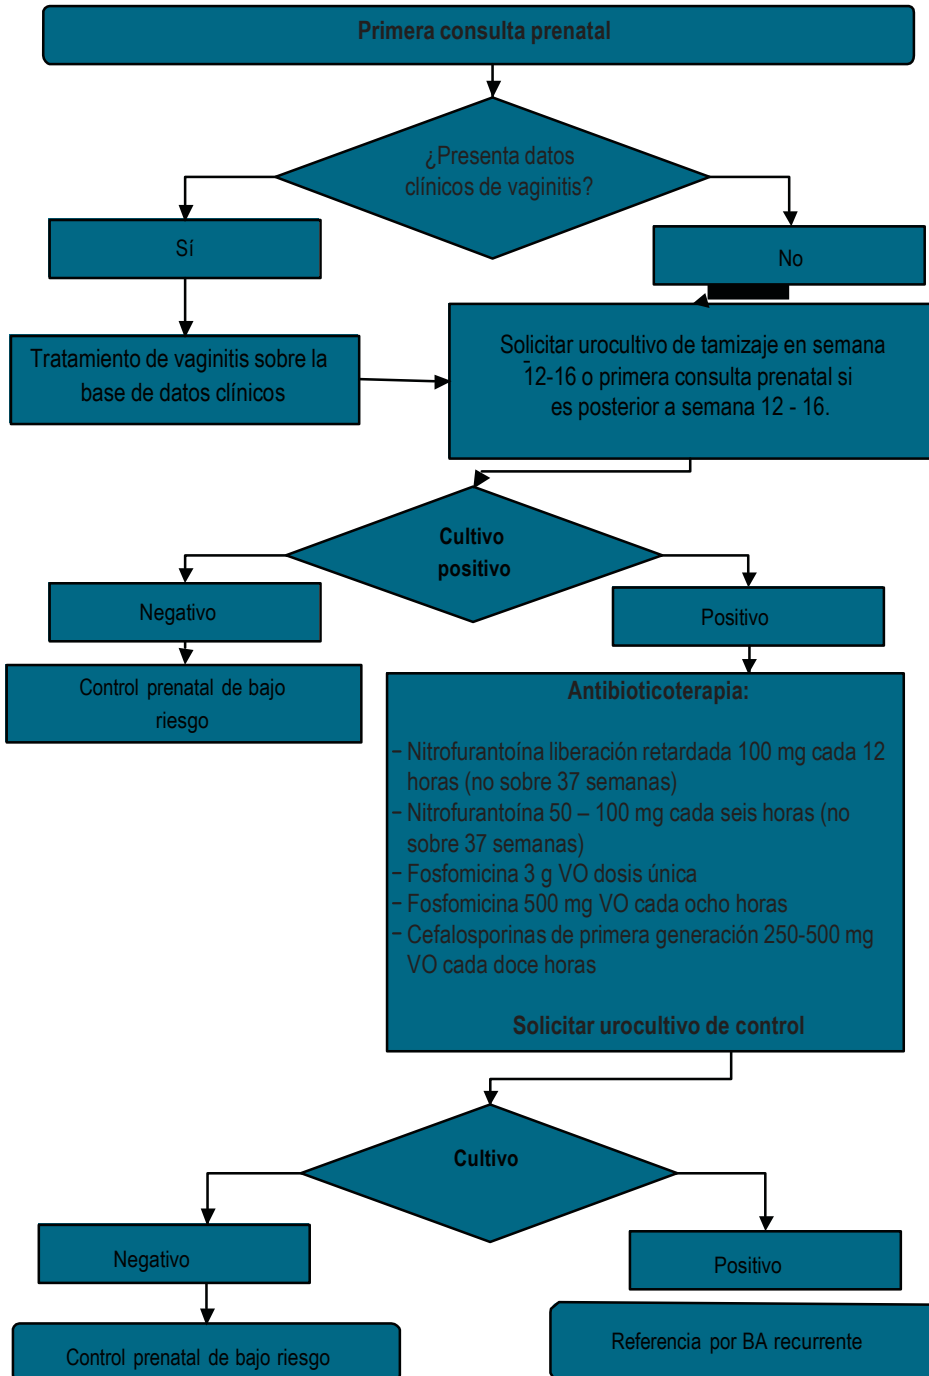 Primera consulta prenatal
¿Presenta datos
clínicos de vaginitis?
Sí
No
Tratamiento de vaginitis sobre la
base de datos clínicos
Solicitar urocultivo de tamizaje en semana
12-16 o primera consulta prenatal si
es posterior a semana 12 - 16.
Cultivo
positivo
Negativo
Positivo
Control prenatal de bajo
riesgo
Antibioticoterapia:
- Nitrofurantoína liberación retardada 100 mg cada 12
horas (no sobre 37 semanas)
- Nitrofurantoína 50 – 100 mg cada seis horas (no
sobre 37 semanas)
- Fosfomicina 3 g VO dosis única
- Fosfomicina 500 mg VO cada ocho horas
- Cefalosporinas de primera generación 250-500 mg
VO cada doce horas
Solicitar urocultivo de control
Cultivo
Negativo
Positivo
Control prenatal de bajo riesgo
Referencia por BA recurrente